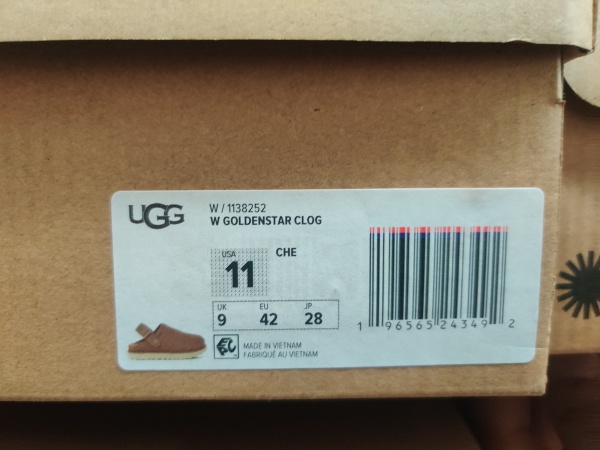 UGG
W / 1138252
W GOLDENSTAR CLOG
USA
11
CHE
UK EU JP
9 42 28
MADE IN VIETNAM
FABRIQUÉ AU VIETNAM
1 96565 24349 2